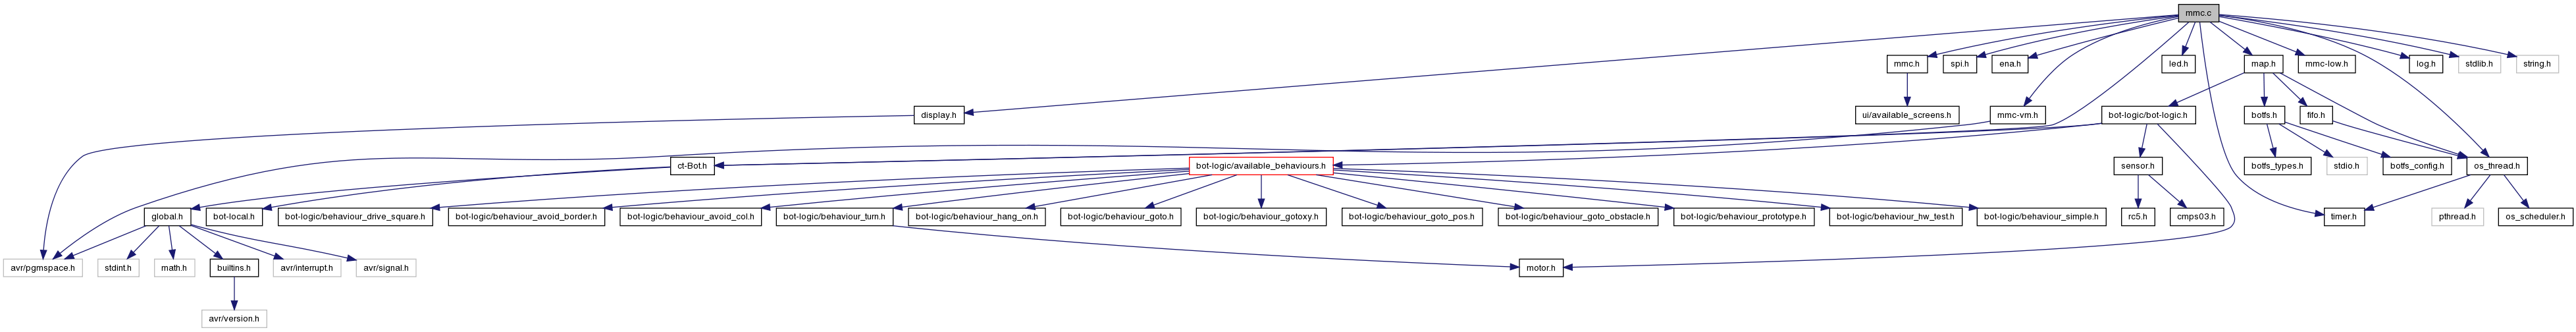 mmc.c
mmc.h
spi.h
ena.h
led.h
map.h
mmc-low.h
log.h
stdlib.h
string.h
display.h
ui/available_screens.h
mmc-vm.h
bot-logic/bot-logic.h
botfs.h
fifo.h
ct-Bot.h
bot-logic/available_behaviours.h
sensor.h
botfs_types.h
stdio.h
botfs_config.h
os_thread.h
global.h
bot-local.h
bot-logic/behaviour_drive_square.h
bot-logic/behaviour_avoid_border.h
bot-logic/behaviour_avoid_col.h
bot-logic/behaviour_turn.h
bot-logic/behaviour_hang_on.h
bot-logic/behaviour_goto.h
bot-logic/behaviour_gotoxy.h
bot-logic/behaviour_goto_pos.h
bot-logic/behaviour_goto_obstacle.h
bot-logic/behaviour_prototype.h
bot-logic/behaviour_hw_test.h
bot-logic/behaviour_simple.h
rc5.h
cmps03.h
timer.h
pthread.h
os_scheduler.h
avr/pgmspace.h
stdint.h
math.h
builtins.h
avr/interrupt.h
avr/signal.h
motor.h
avr/version.h